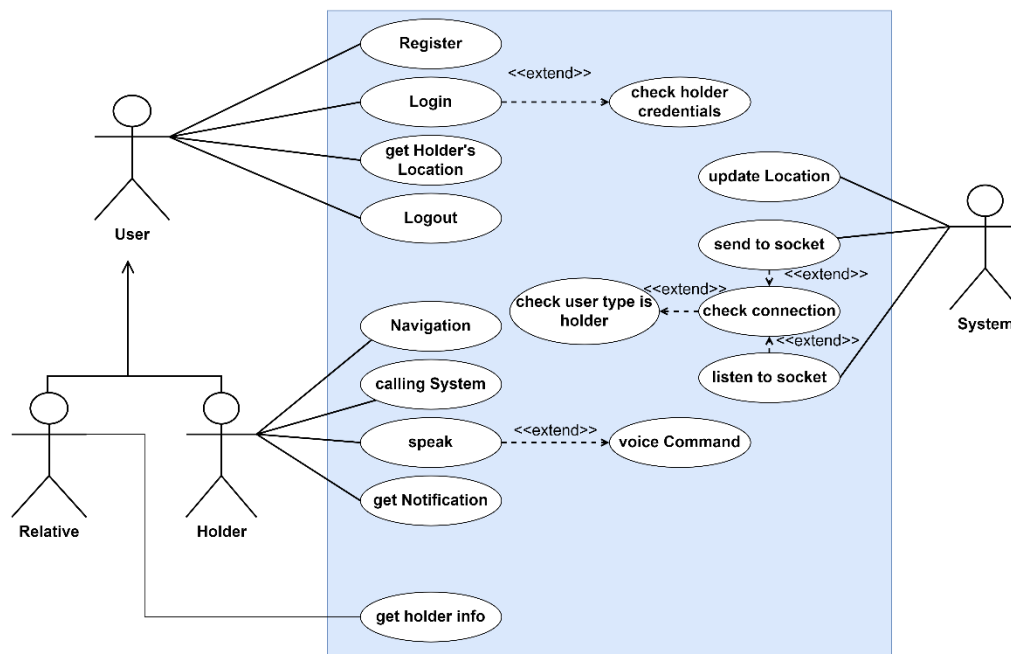 Register
<<extend>>
Login
check holder
credentials
get Holder's
Location
update Location
Logout
User
send to socket
<<extend>>
<<extend>>
check user type is
holder
check connection
System
Navigation
<<extend>>
calling System
listen to socket
<<extend>>
speak
voice Command
get Notification
Relative
Holder
get holder info